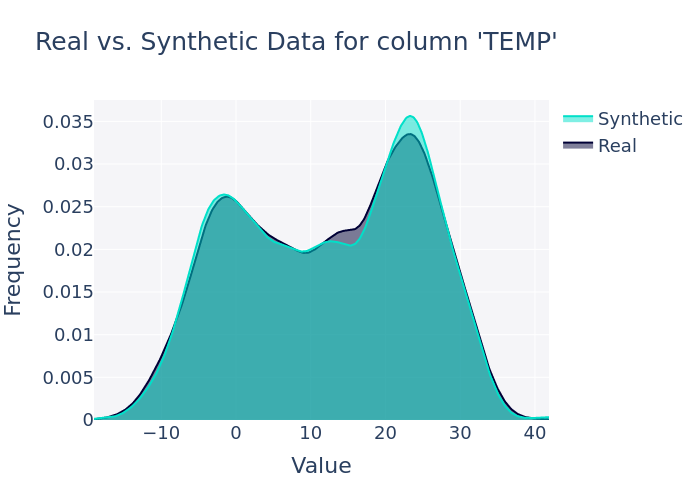 Real vs. Synthetic Data for column 'TEMP'
Synthetic
Real
Frequency
0.035
0.03
0.025
0.02
0.015
0.01
0.005
0
−10
0
10
20
30
40
Value